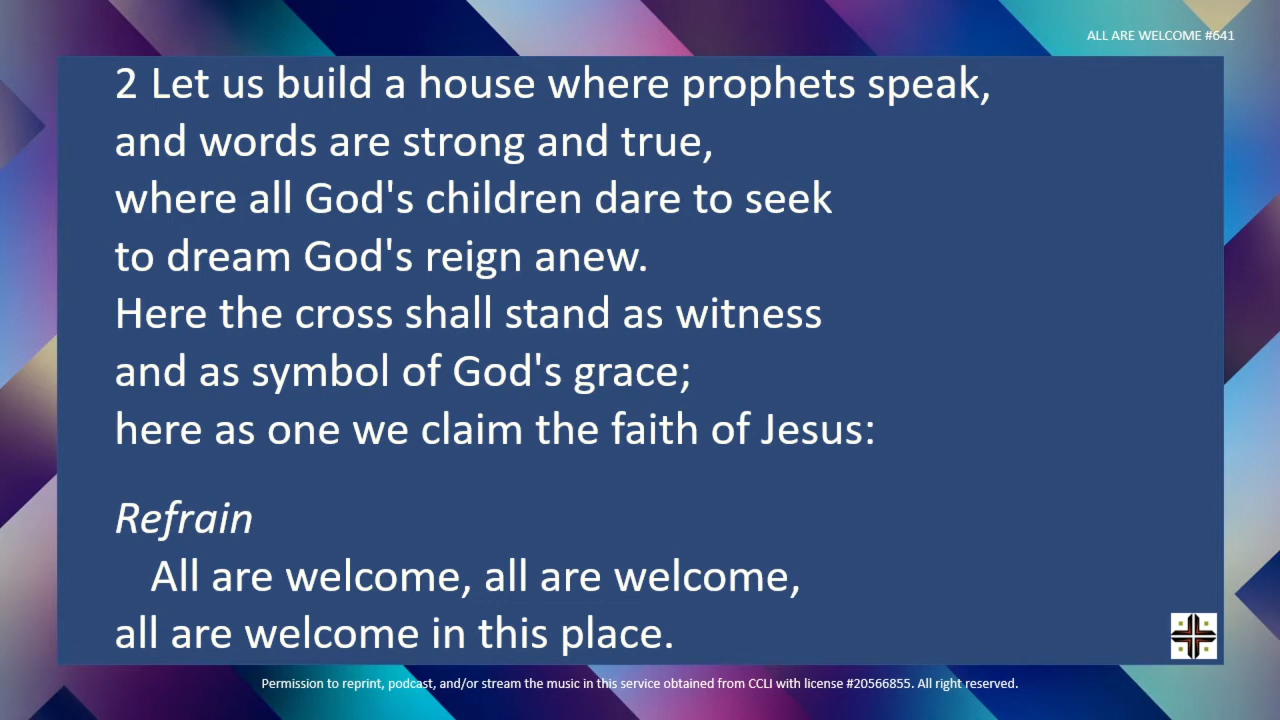 ALL ARE WELCOME #641
2 Let us build a house where prophets speak,
and words are strong and true,
where all God's children dare to seek
to dream God's reign anew.
Here the cross shall stand as witness
and as symbol of God's grace;
here as one we claim the faith of Jesus:
Refrain
All are welcome, all are welcome,
all are welcome in this place.
Permission to reprint, podcast, and/or stream the music in this service obtained from CCLI with license #20566855. All right reserved.